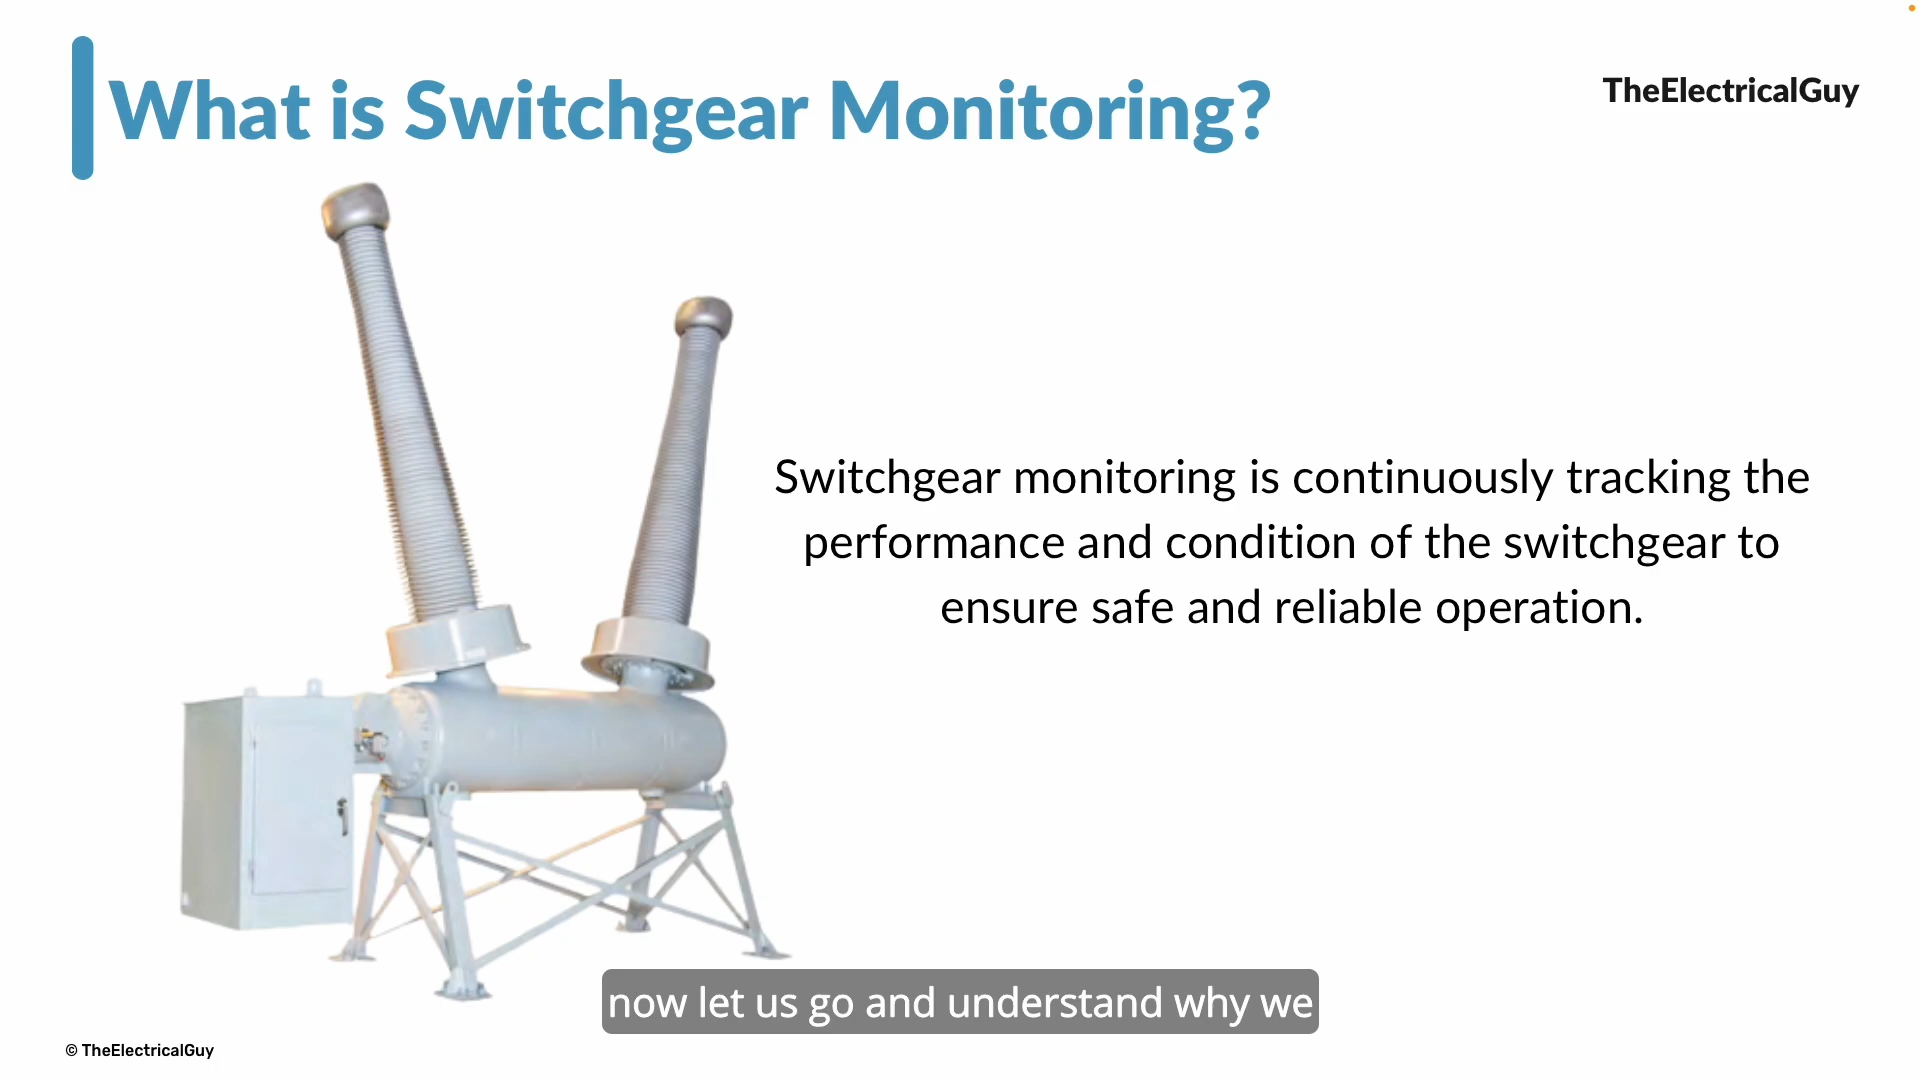 What is Switchgear Monitoring?
TheElectricalGuy
Switchgear monitoring is continuously tracking the
performance and condition of the switchgear to
ensure safe and reliable operation.
now let us go and understand why we
© TheElectricalGuy